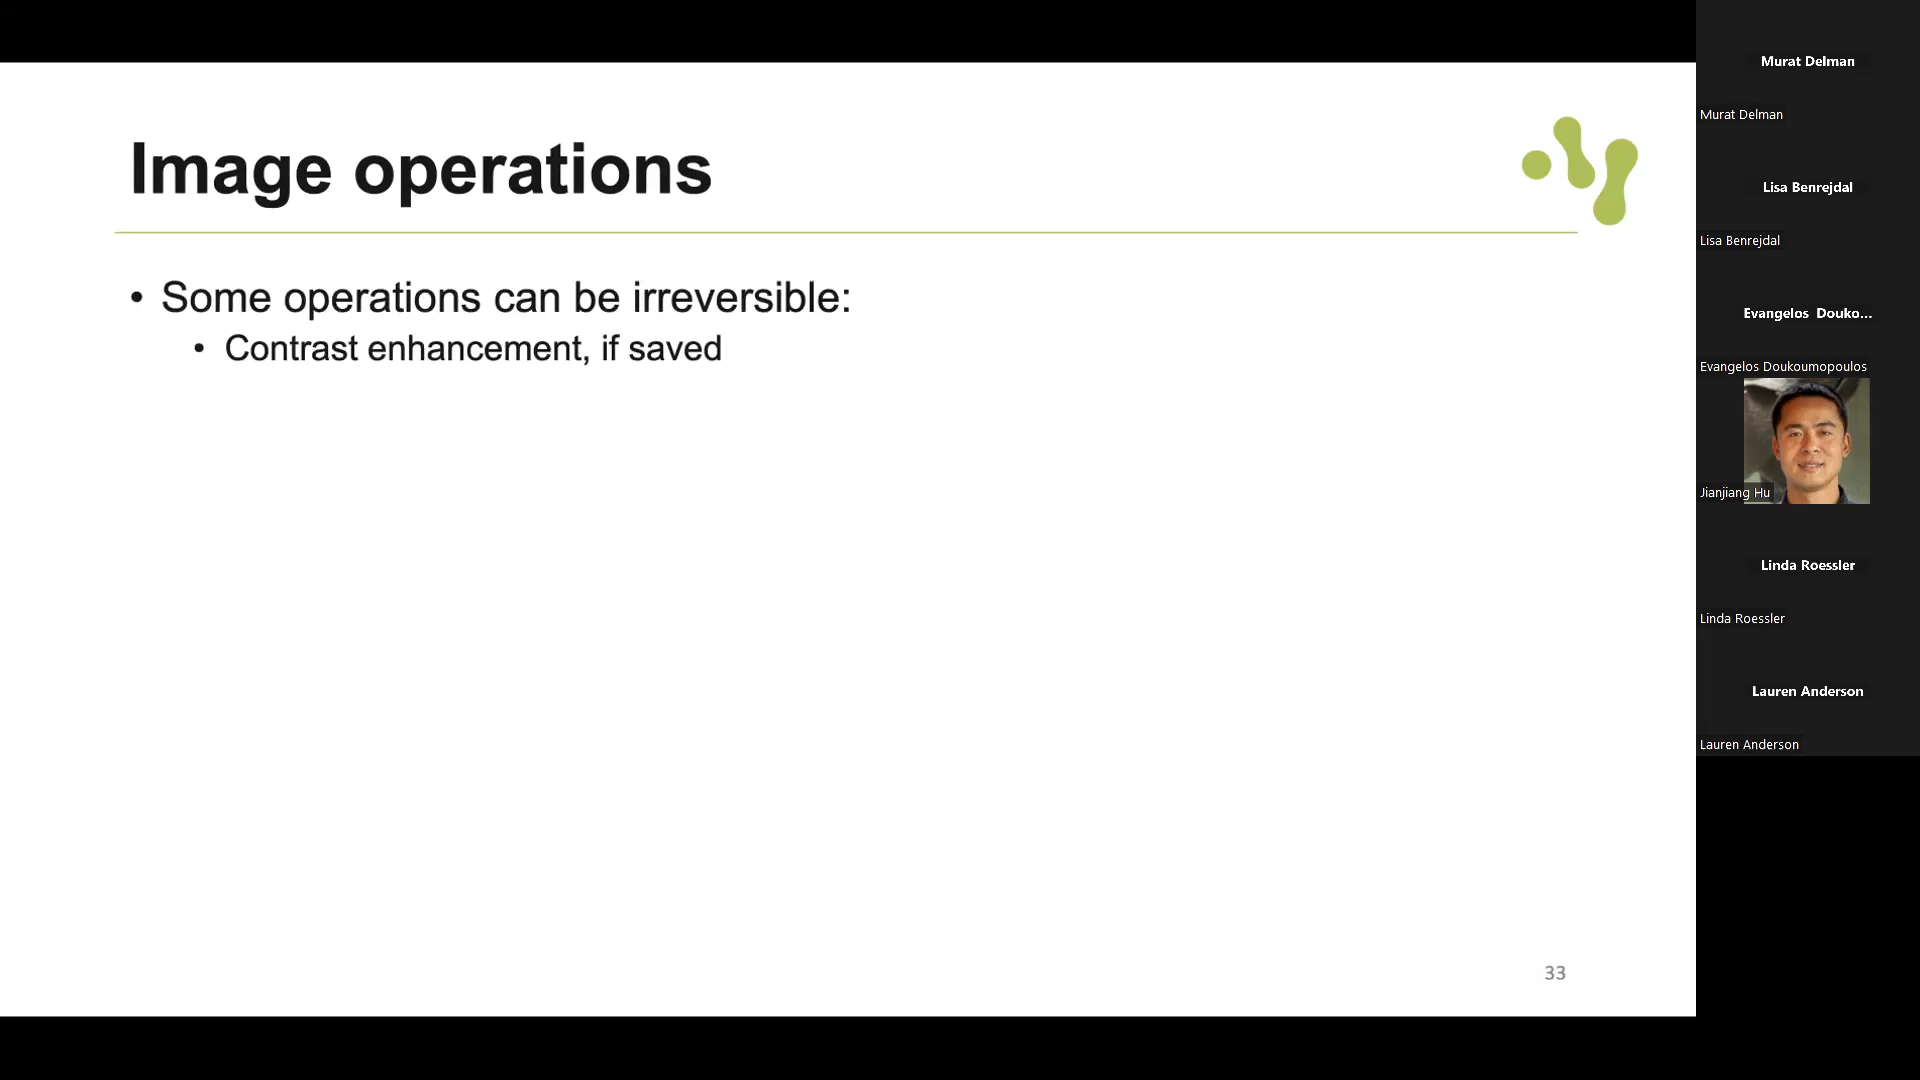 Image operations
• Some operations can be irreversible:
• Contrast enhancement, if saved
33
Murat Delman
Murat Delman
Lisa Benrejdal
Lisa Benrejdal
Evangelos Douko...
Evangelos Doukoumopoulos
Jianjiang Hu
Linda Roessler
Linda Roessler
Lauren Anderson
Lauren Anderson